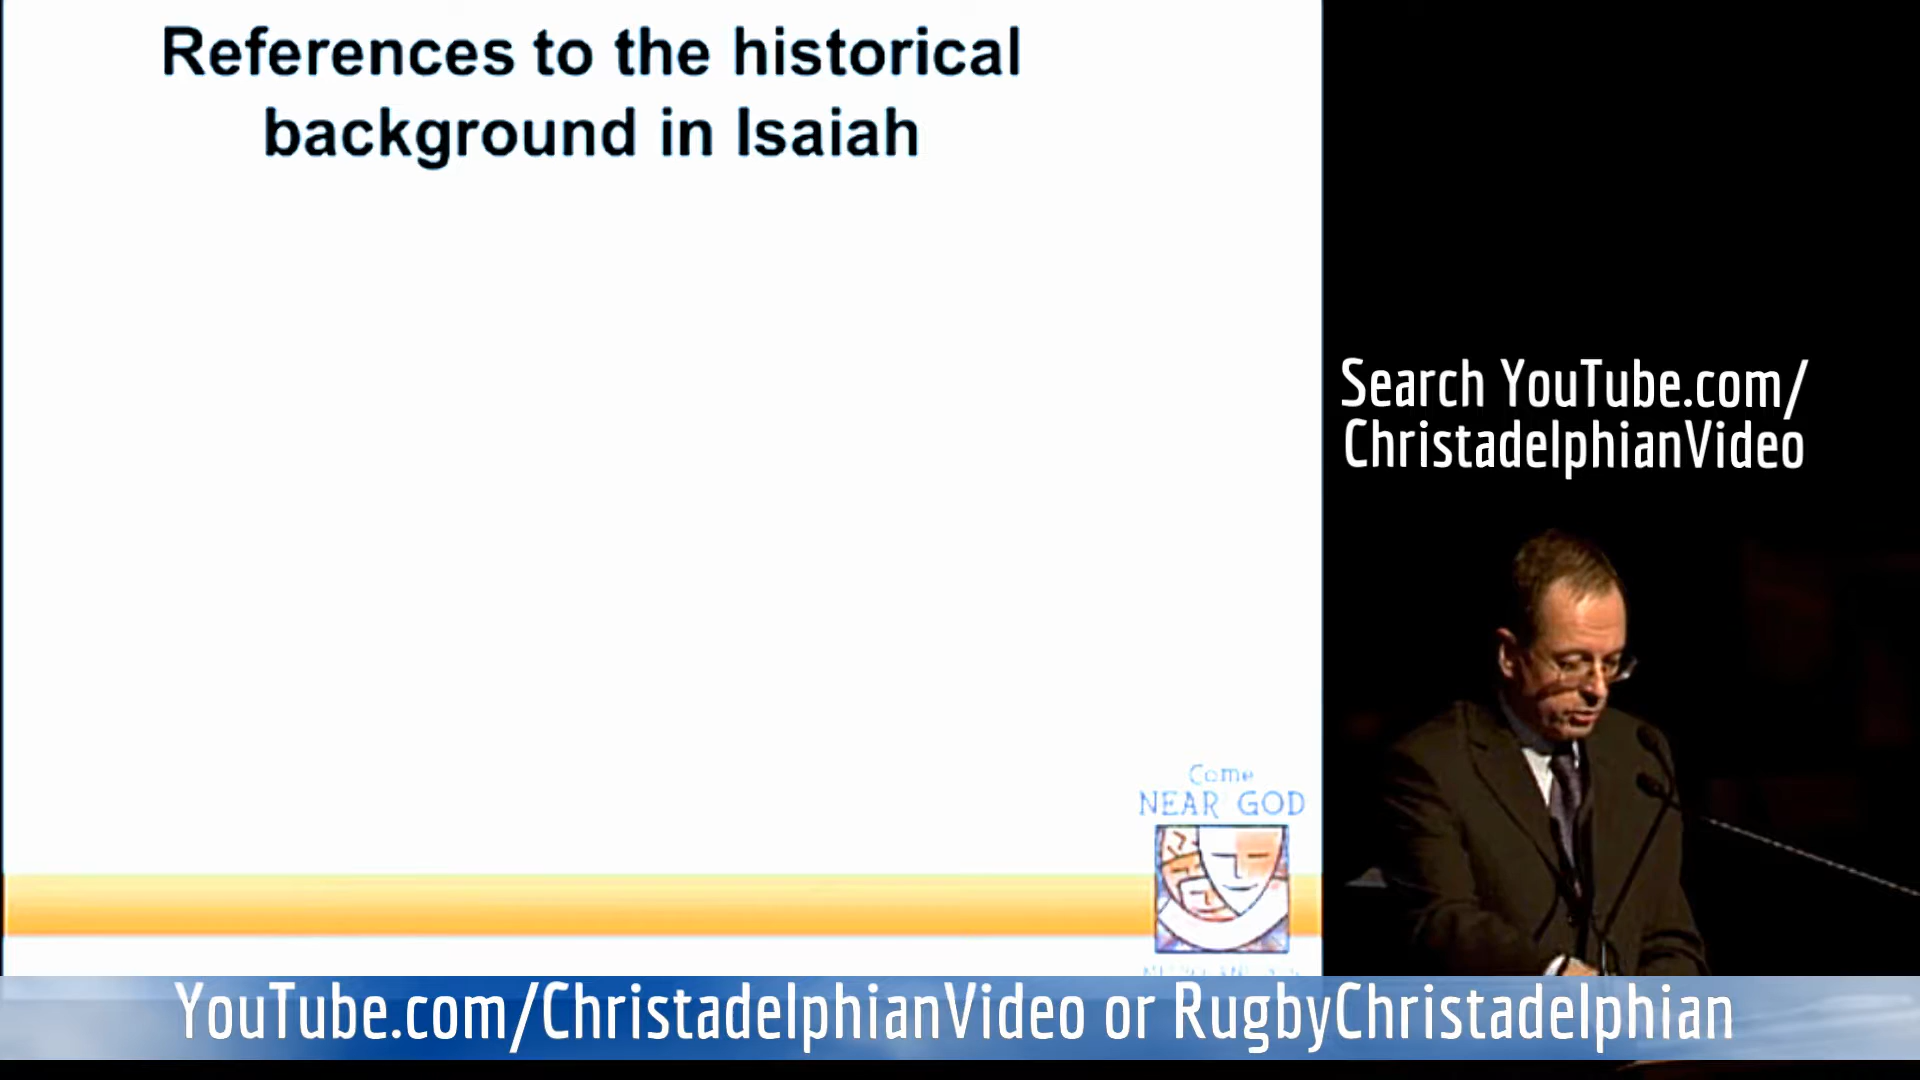 References to the historical
background in Isaiah
Search YouTube.com/
ChristadelphianVideo
Come
NEAR GOD
YouTube.com/ChristadelphianVideo or RugbyChristadelphian